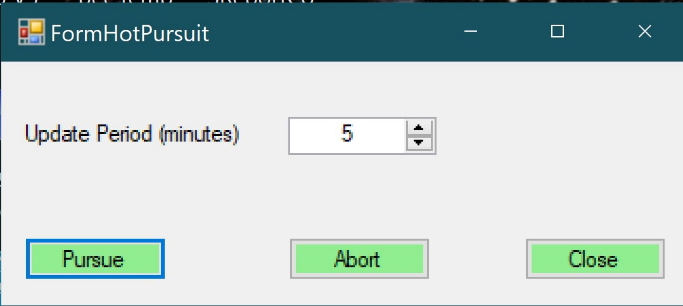 FormHotPursuit
Update Period (minutes) 5
Pursue Abort Close